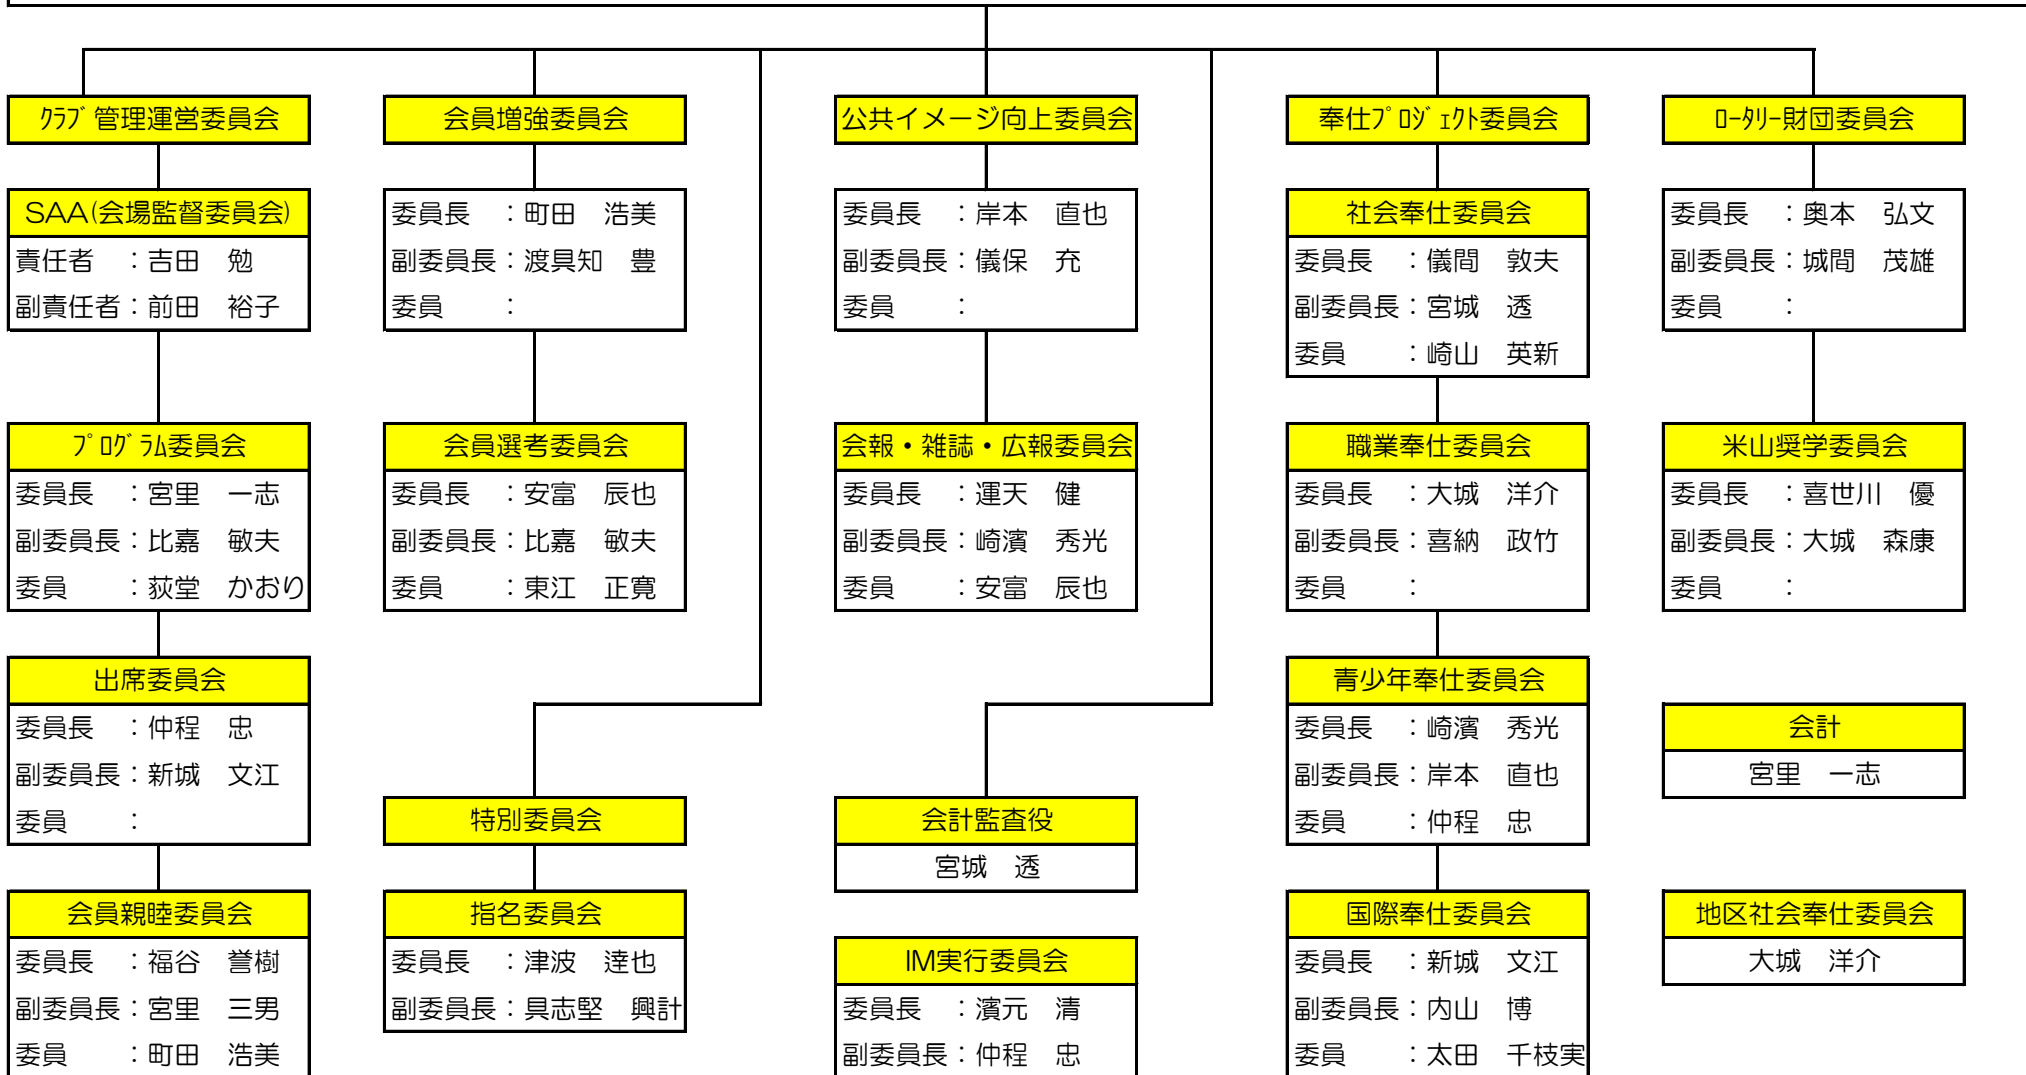 ｸﾗﾌﾞ管理運営委員会
SAA(会場監督委員会)
責任者　：吉田　勉
副責任者：前田　裕子
ﾌﾟﾛｸﾞﾗﾑ委員会
委員長　：宮里　一志
副委員長：比嘉　敏夫
委員　　：荻堂　かおり
出席委員会
委員長　：仲程　忠
副委員長：新城　文江
委員　　：
会員親睦委員会
委員長　：福谷　誉樹
副委員長：宮里　三男
委員　　：町田　浩美
会員増強委員会
委員長　：町田　浩美
副委員長：渡具知　豊
委員　　：
会員選考委員会
委員長　：安富　辰也
副委員長：比嘉　敏夫
委員　　：東江　正寛
特別委員会
指名委員会
委員長　：津波　達也
副委員長：具志堅　興計
公共イメージ向上委員会
委員長　：岸本　直也
副委員長：儀保　充
委員　　：
会報・雑誌・広報委員会
委員長　：運天　健
副委員長：崎濱　秀光
委員　　：安富　辰也
会計監査役
宮城　透
IM実行委員会
委員長　：濱元　清
副委員長：仲程　忠
奉仕ﾌﾟﾛｼﾞｪｸﾄ委員会
社会奉仕委員会
委員長　：儀間　敦夫
副委員長：宮城　透
委員　　：崎山　英新
職業奉仕委員会
委員長　：大城　洋介
副委員長：喜納　政竹
委員　　：
青少年奉仕委員会
委員長　：崎濱　秀光
副委員長：岸本　直也
委員　　：仲程　忠
国際奉仕委員会
委員長　：新城　文江
副委員長：内山　博
委員　　：太田　千枝実
ﾛｰﾀﾘｰ財団委員会
委員長　：奥本　弘文
副委員長：城間　茂雄
委員　　：
米山奨学委員会
委員長　：喜世川　優
副委員長：大城　森康
委員　　：
会計
宮里　一志
地区社会奉仕委員会
大城　洋介